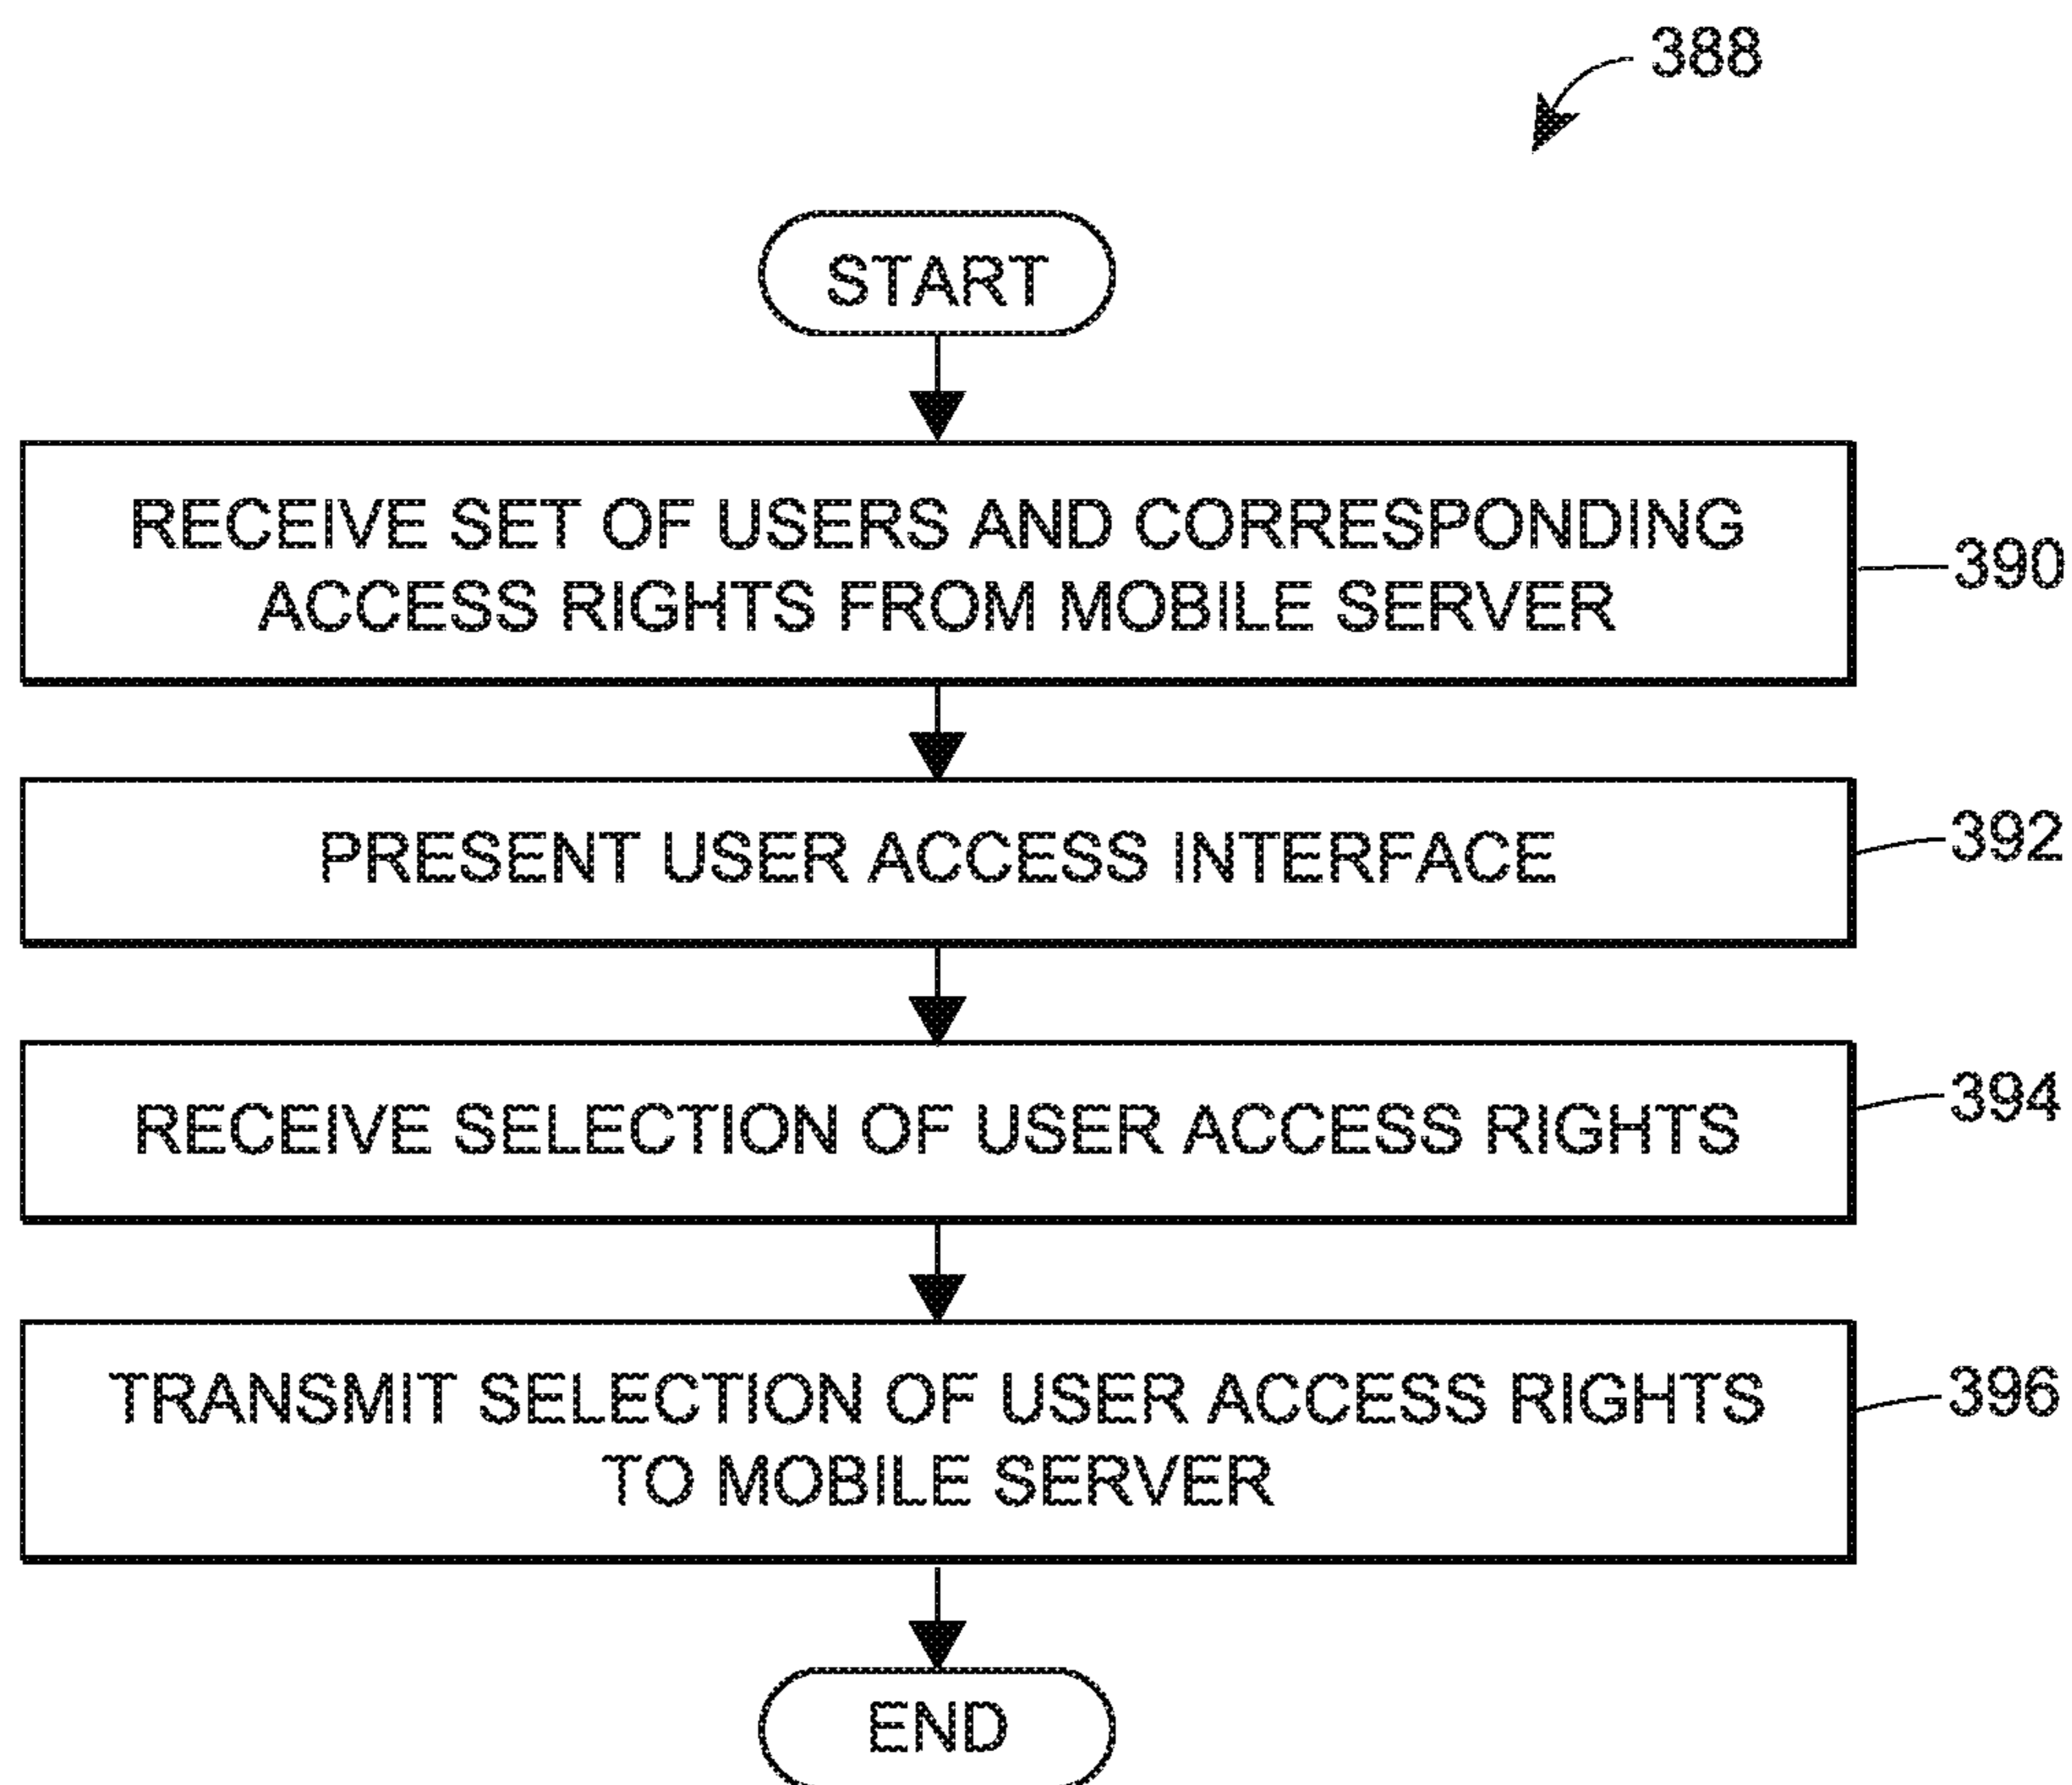 388
START
RECEIVE SET OF USERS AND CORRESPONDING
ACCESS RIGHTS FROM MOBILE SERVER
390
PRESENT USER ACCESS INTERFACE
392
RECEIVE SELECTION OF USER ACCESS RIGHTS
394
TRANSMIT SELECTION OF USER ACCESS RIGHTS
TO MOBILE SERVER
396
END